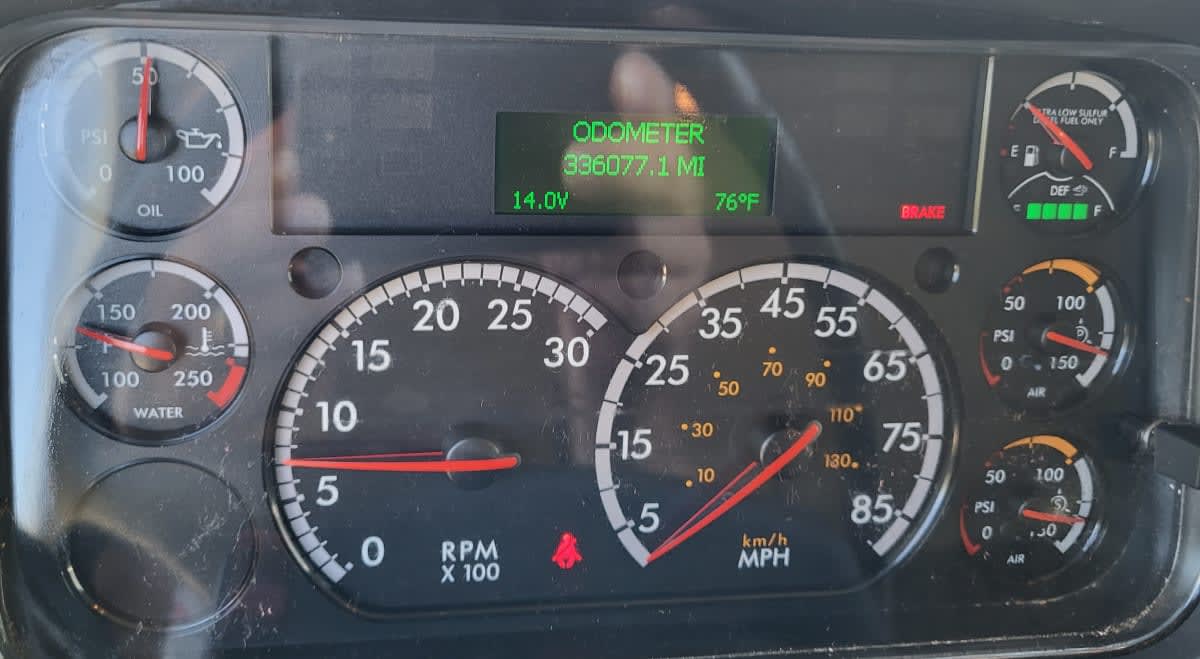 50
PSI
0
100
OIL
ODOMETER
336077.1 MI
14.0V
76°F
BRAKE
ULTRA LOW SULFUR
DIESEL FUEL ONLY
E
F
DEF
F
150
200
F
100
250
WATER
0
5
10
15
20
25
30
RPM
X 100
5
15
25
35
45
55
65
75
85
10
30
50
70
90
110
130
km/h
MPH
50
100
PSI
P
0
150
AIR
50
100
PSI
S
0
AIR